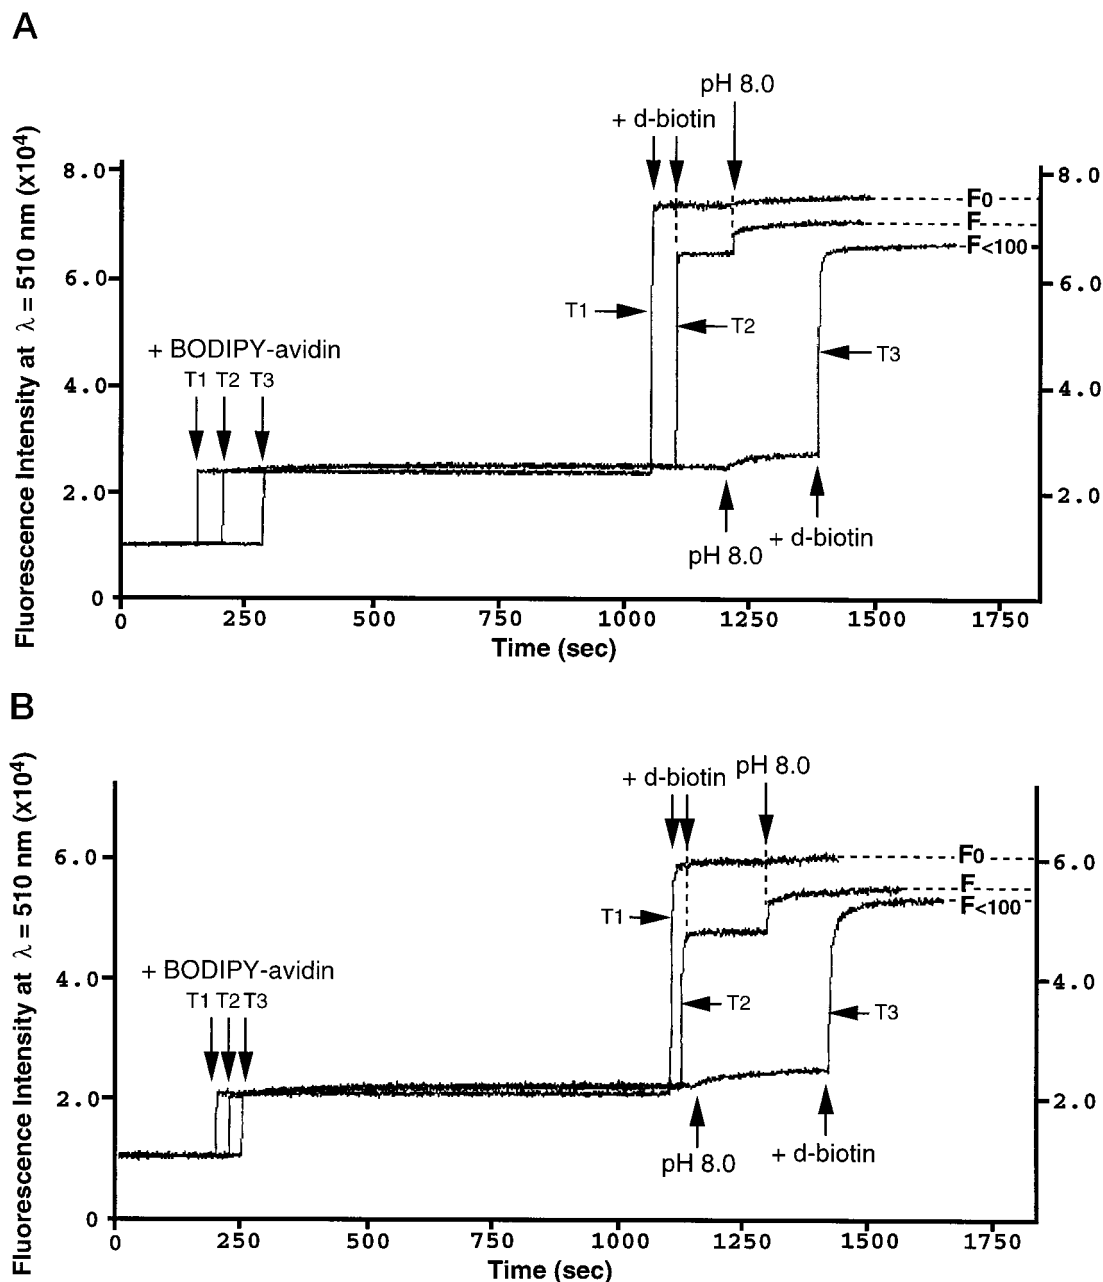 A
pH 8.0
+ d-biotin
Fluorescence Intensity at λ = 510 nm (x10⁴)
8.0
8.0
F0
F
F<100
6.0
6.0
T1
T2
T3
+ BODIPY-avidin
T1 T2 T3
4.0
4.0
2.0
2.0
+ d-biotin
pH 8.0
0
0 250 500 750 1000 1250 1500 1750
Time (sec)
B
pH 8.0
+ d-biotin
Fluorescence Intensity at λ = 510 nm (x10⁴)
6.0
F0
6.0
F
F<100
T1
+ BODIPY-avidin
4.0
4.0
T1 T2 T3
T2
T3
2.0
2.0
+ d-biotin
pH 8.0
0
0 250 500 750 1000 1250 1500 1750
Time (sec)